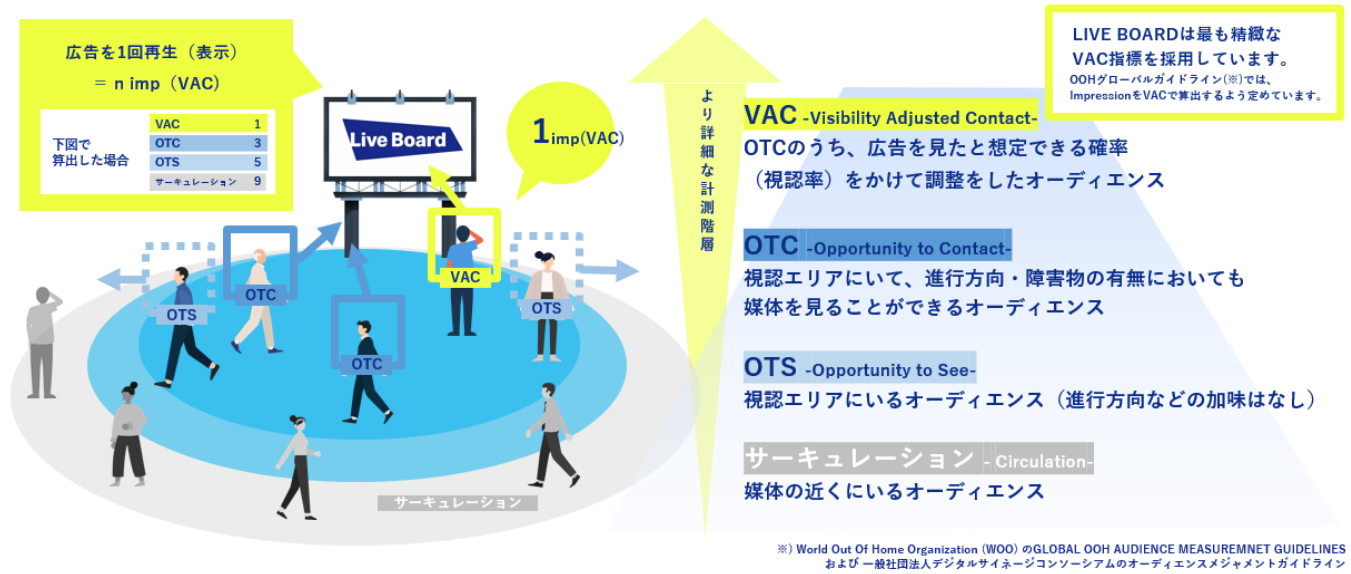 広告を1回再生（表示）
＝ n imp（VAC）
下図で
算出した場合
VAC 1
OTC 3
OTS 5
サーキュレーション 9
Live Board
1imp(VAC)
VAC
OTC
OTS
OTS
OTC
サーキュレーション
より詳細な計測階層
LIVE BOARDは最も精緻な
VAC指標を採用しています。
OOHグローバルガイドライン(※)では、
ImpressionをVACで算出するよう定めています。
VAC -Visibility Adjusted Contact-
OTCのうち、広告を見たと想定できる確率
（視認率）をかけて調整をしたオーディエンス
OTC -Opportunity to Contact-
視認エリアにいて、進行方向・障害物の有無においても
媒体を見ることができるオーディエンス
OTS -Opportunity to See-
視認エリアにいるオーディエンス（進行方向などの加味はなし）
サーキュレーション - Circulation-
媒体の近くにいるオーディエンス
※) World Out Of Home Organization (WOO) のGLOBAL OOH AUDIENCE MEASUREMNET GUIDELINES
および 一般社団法人デジタルサイネージコンソーシアムのオーディエンスメジャメントガイドライン